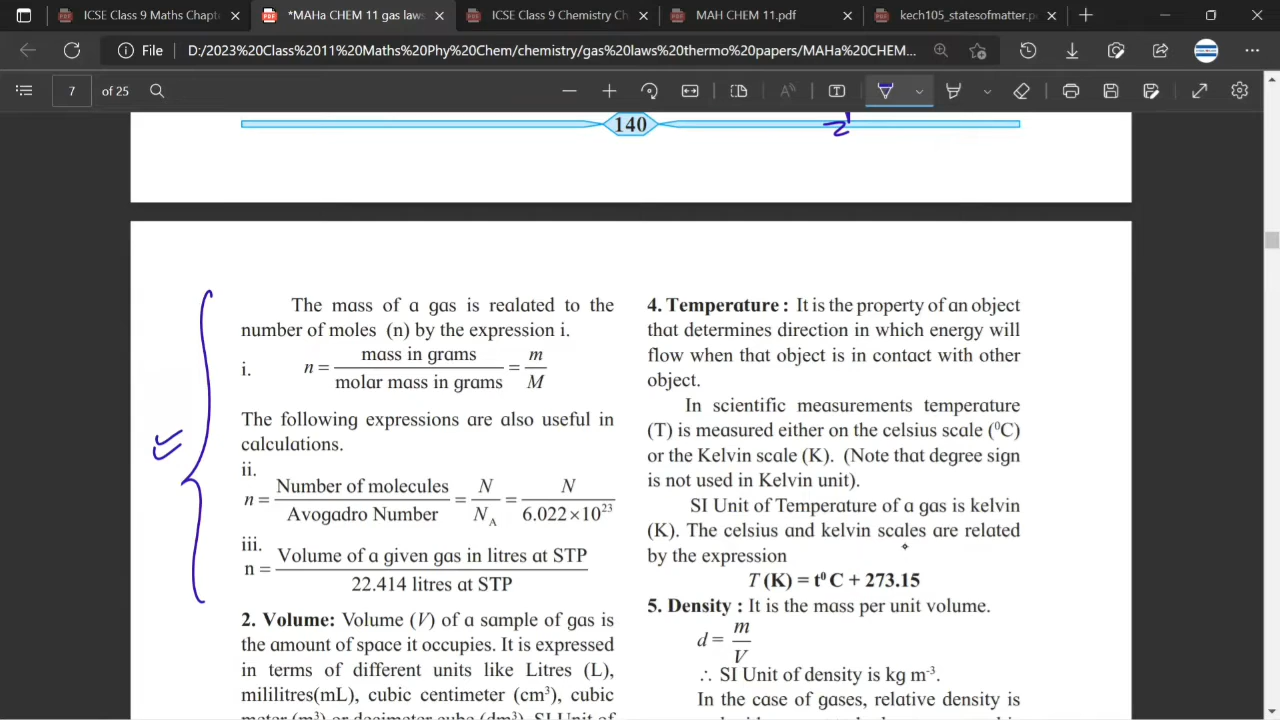 ICSE Class 9 Maths Chapt
*MAHa CHEM 11 gas laws
ICSE Class 9 Chemistry Ch
MAH CHEM 11.pdf
kech105_statesofmatter.p
File
D:/2023%20Class%2011%20Maths%20Phy%20Chem/chemistry/gas%20laws%20thermo%20papers/MAHa%20CHEM...
7
of 25
140
The mass of a gas is realated to the
number of moles (n) by the expression i.
i. n = mass in grams / molar mass in grams = m / M
The following expressions are also useful in
calculations.
ii.
n = Number of molecules / Avogadro Number = N / N_A = N / 6.022×10^23
iii.
n = Volume of a given gas in litres at STP / 22.414 litres at STP
2. Volume: Volume (V) of a sample of gas is
the amount of space it occupies. It is expressed
in terms of different units like Litres (L),
mililitres(mL), cubic centimeter (cm³), cubic
meter (m³) or decimeter cube (dm³). SI Unit of
4. Temperature : It is the property of an object
that determines direction in which energy will
flow when that object is in contact with other
object.
In scientific measurements temperature
(T) is measured either on the celsius scale (⁰C)
or the Kelvin scale (K). (Note that degree sign
is not used in Kelvin unit).
SI Unit of Temperature of a gas is kelvin
(K). The celsius and kelvin scales are related
by the expression
T (K) = t⁰ C + 273.15
5. Density : It is the mass per unit volume.
d = m / V
∴ SI Unit of density is kg m⁻³.
In the case of gases, relative density is